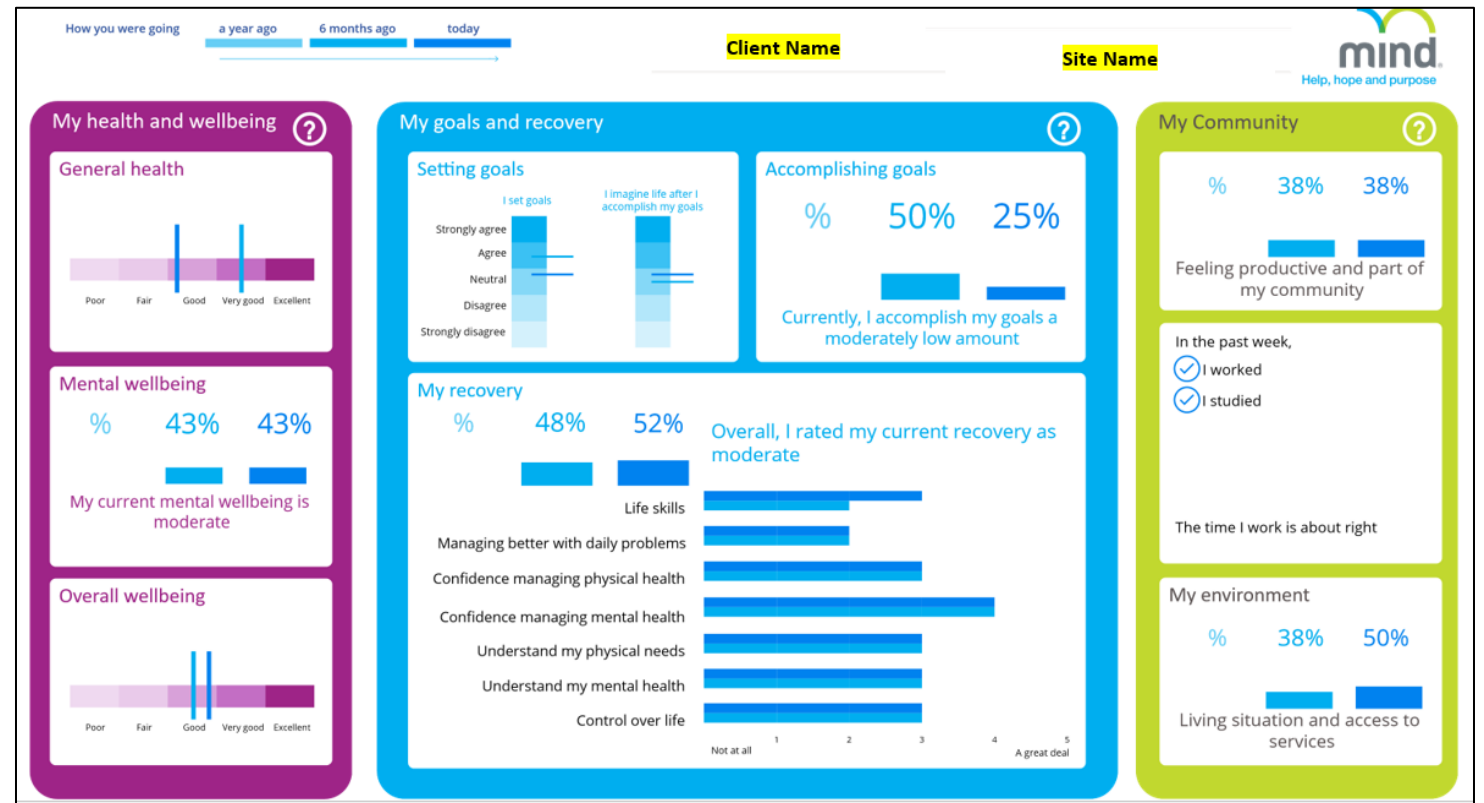 How you were going a year ago 6 months ago today
Client Name
Site Name
mind
Help, hope and purpose
My health and wellbeing ?
General health
Poor Fair Good Very good Excellent
Mental wellbeing
% 43% 43%
My current mental wellbeing is
moderate
Overall wellbeing
Poor Fair Good Very good Excellent
My goals and recovery ?
Setting goals
I set goals
I imagine life after I
accomplish my goals
Strongly agree
Agree
Neutral
Disagree
Strongly disagree
Accomplishing goals
% 50% 25%
Currently, I accomplish my goals a
moderately low amount
My recovery
% 48% 52%
Overall, I rated my current recovery as
moderate
Life skills
Managing better with daily problems
Confidence managing physical health
Confidence managing mental health
Understand my physical needs
Understand my mental health
Control over life
1 2 3 4 5
Not at all A great deal
My Community ?
% 38% 38%
Feeling productive and part of
my community
In the past week,
I worked
I studied
The time I work is about right
My environment
% 38% 50%
Living situation and access to
services